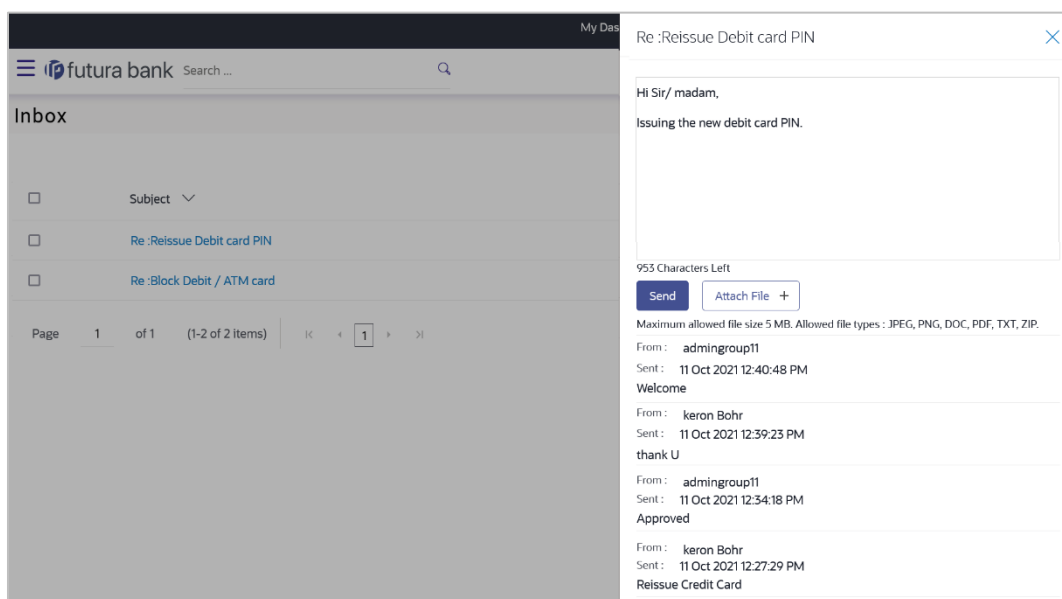 My Das
futura bank Search ...
Inbox
Subject
Re :Reissue Debit card PIN
Re :Block Debit / ATM card
Page 1 of 1 (1-2 of 2 items) 1
Re :Reissue Debit card PIN
Hi Sir/ madam,
Issuing the new debit card PIN.
953 Characters Left
Send Attach File +
Maximum allowed file size 5 MB. Allowed file types : JPEG, PNG, DOC, PDF, TXT, ZIP.
From : admingroup11
Sent : 11 Oct 2021 12:40:48 PM
Welcome
From : keron Bohr
Sent : 11 Oct 2021 12:39:23 PM
thank U
From : admingroup11
Sent : 11 Oct 2021 12:34:18 PM
Approved
From : keron Bohr
Sent : 11 Oct 2021 12:27:29 PM
Reissue Credit Card